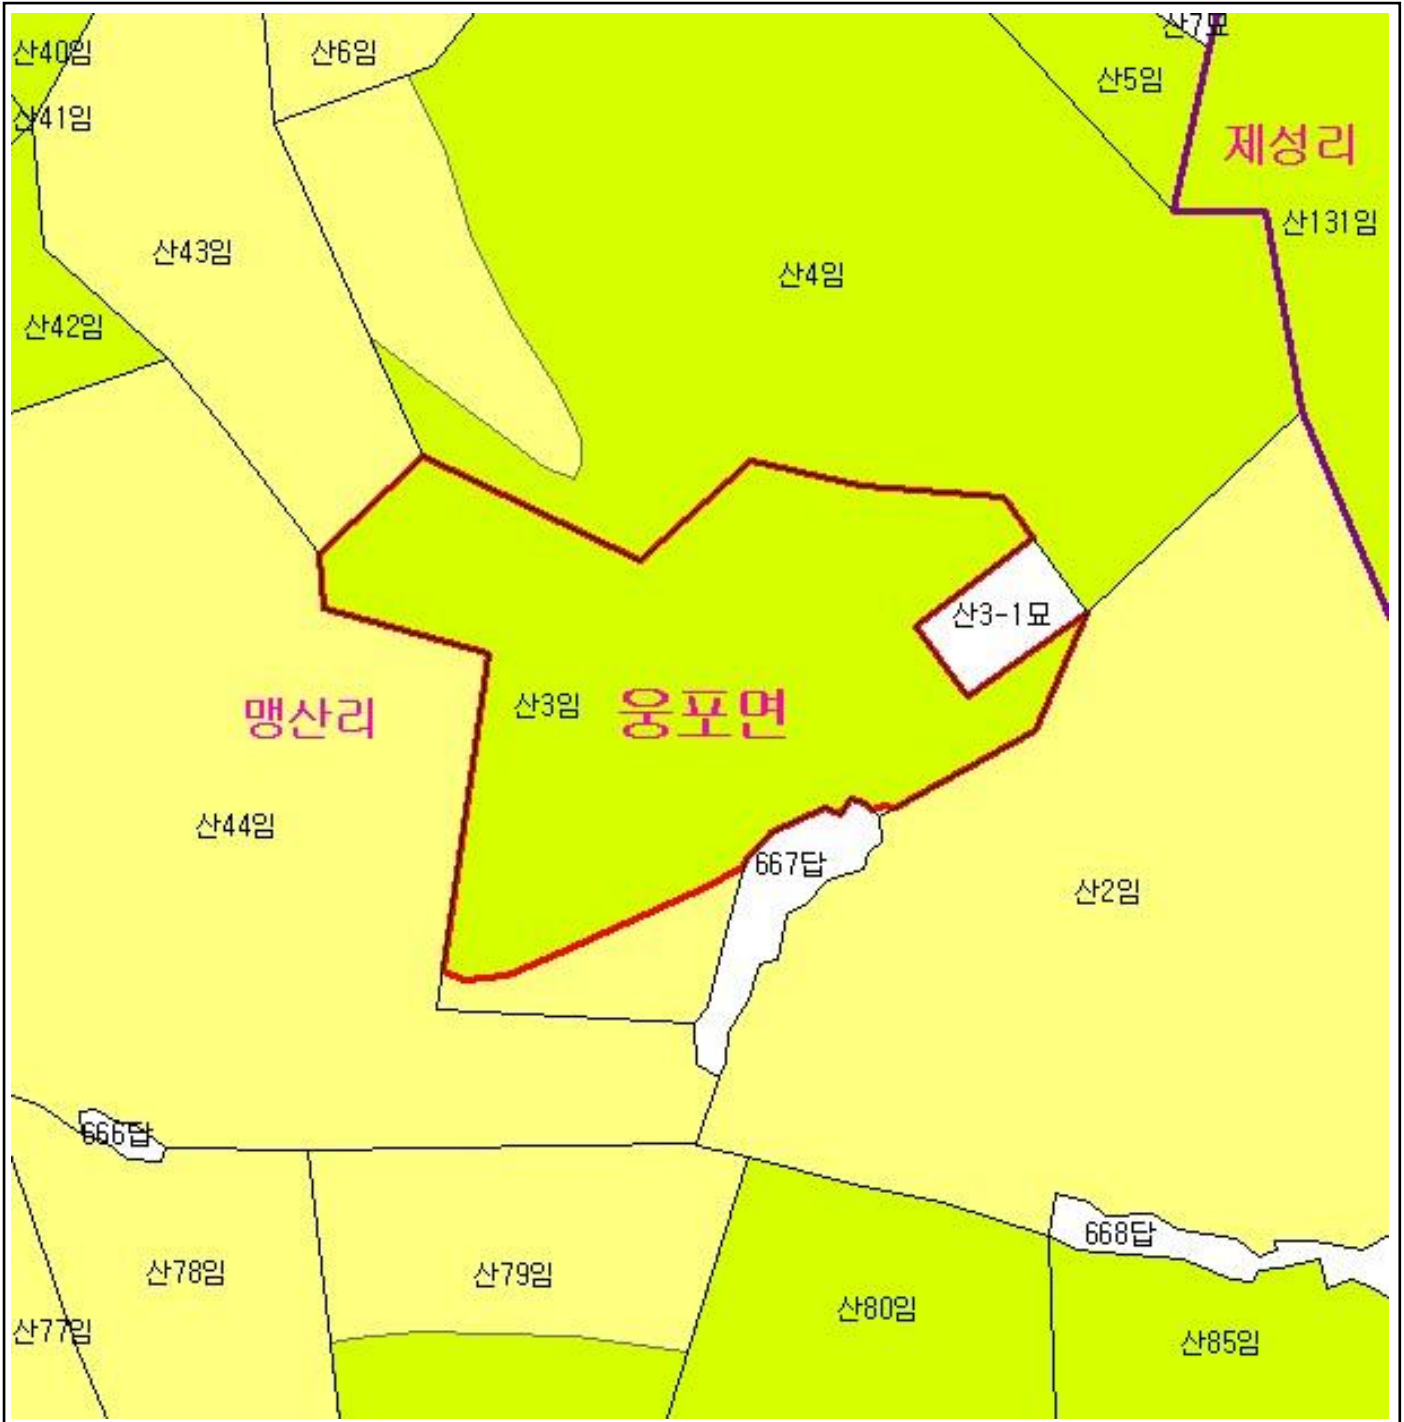 산7묘
산40임
산6임
산5임
산41임
제성리
산131임
산43임
산4임
산42임
산3-1묘
산3임
웅포면
맹산리
산44임
667답
산2임
666답
668답
산78임
산79임
산80임
산77임
산85임